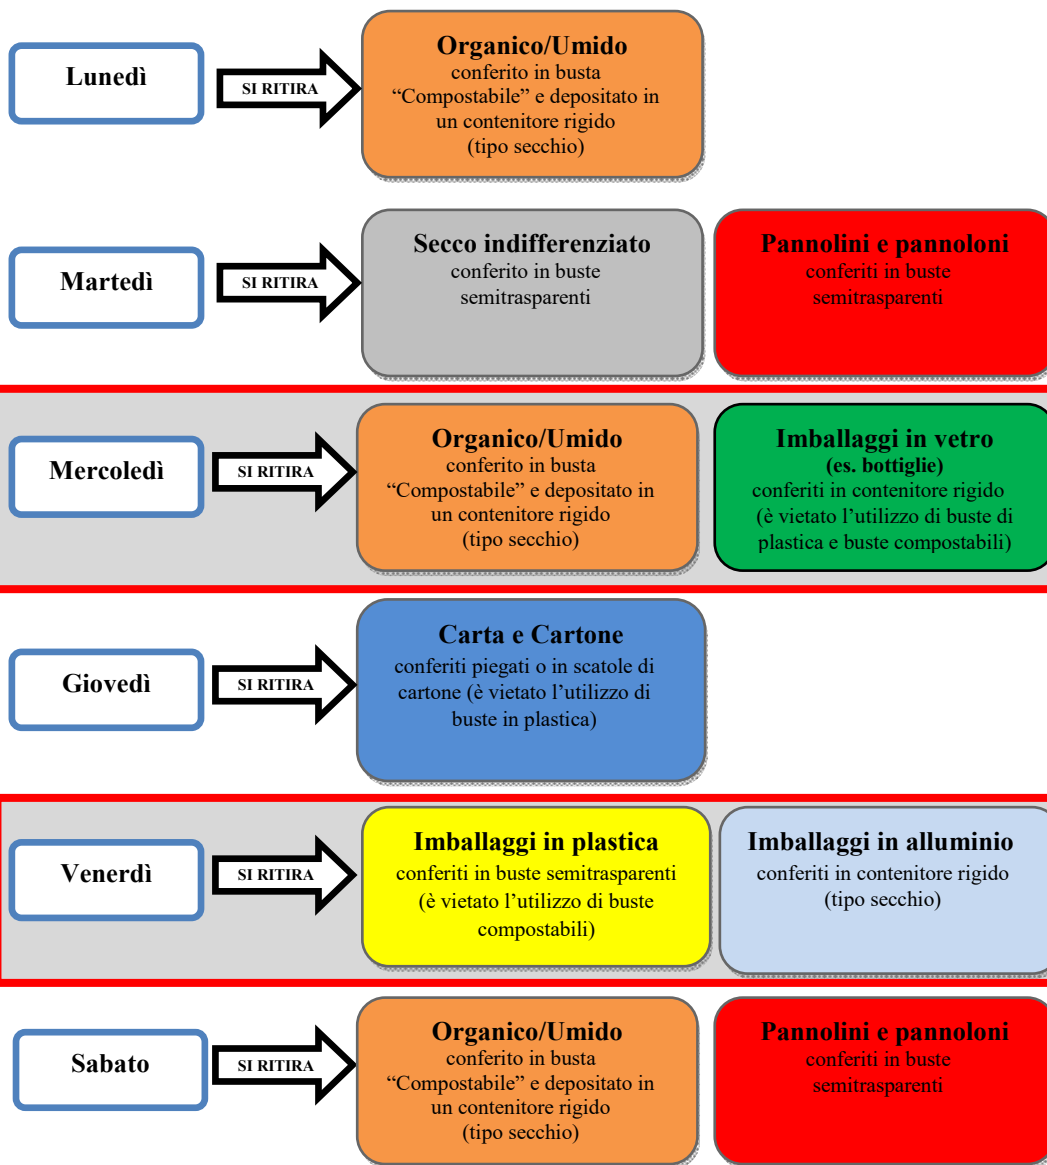 Lunedì
SI RITIRA
Organico/Umido
conferito in busta
“Compostabile” e depositato in
un contenitore rigido
(tipo secchio)
Martedì
SI RITIRA
Secco indifferenziato
conferito in buste
semitrasparenti
Pannolini e pannoloni
conferiti in buste
semitrasparenti
Mercoledì
SI RITIRA
Organico/Umido
conferito in busta
“Compostabile” e depositato in
un contenitore rigido
(tipo secchio)
Imballaggi in vetro
(es. bottiglie)
conferiti in contenitore rigido
(è vietato l’utilizzo di buste di
plastica e buste compostabili)
Giovedì
SI RITIRA
Carta e Cartone
conferiti piegati o in scatole di
cartone (è vietato l’utilizzo di
buste in plastica)
Venerdì
SI RITIRA
Imballaggi in plastica
conferiti in buste semitrasparenti
(è vietato l’utilizzo di buste
compostabili)
Imballaggi in alluminio
conferiti in contenitore rigido
(tipo secchio)
Sabato
SI RITIRA
Organico/Umido
conferito in busta
“Compostabile” e depositato in
un contenitore rigido
(tipo secchio)
Pannolini e pannoloni
conferiti in buste
semitrasparenti